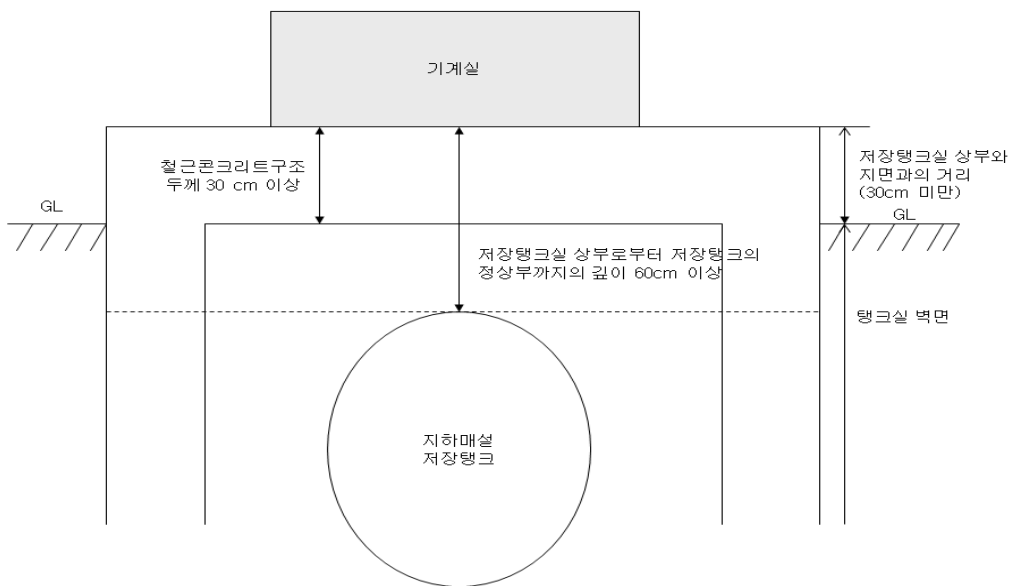 기계실
철근콘크리트구조
두께 30 cm 이상
저장탱크실 상부와
지면과의 거리
(30cm 미만)
GL
GL
저장탱크실 상부로부터 저장탱크의
정상부까지의 깊이 60cm 이상
탱크실 벽면
지하매설
저장탱크